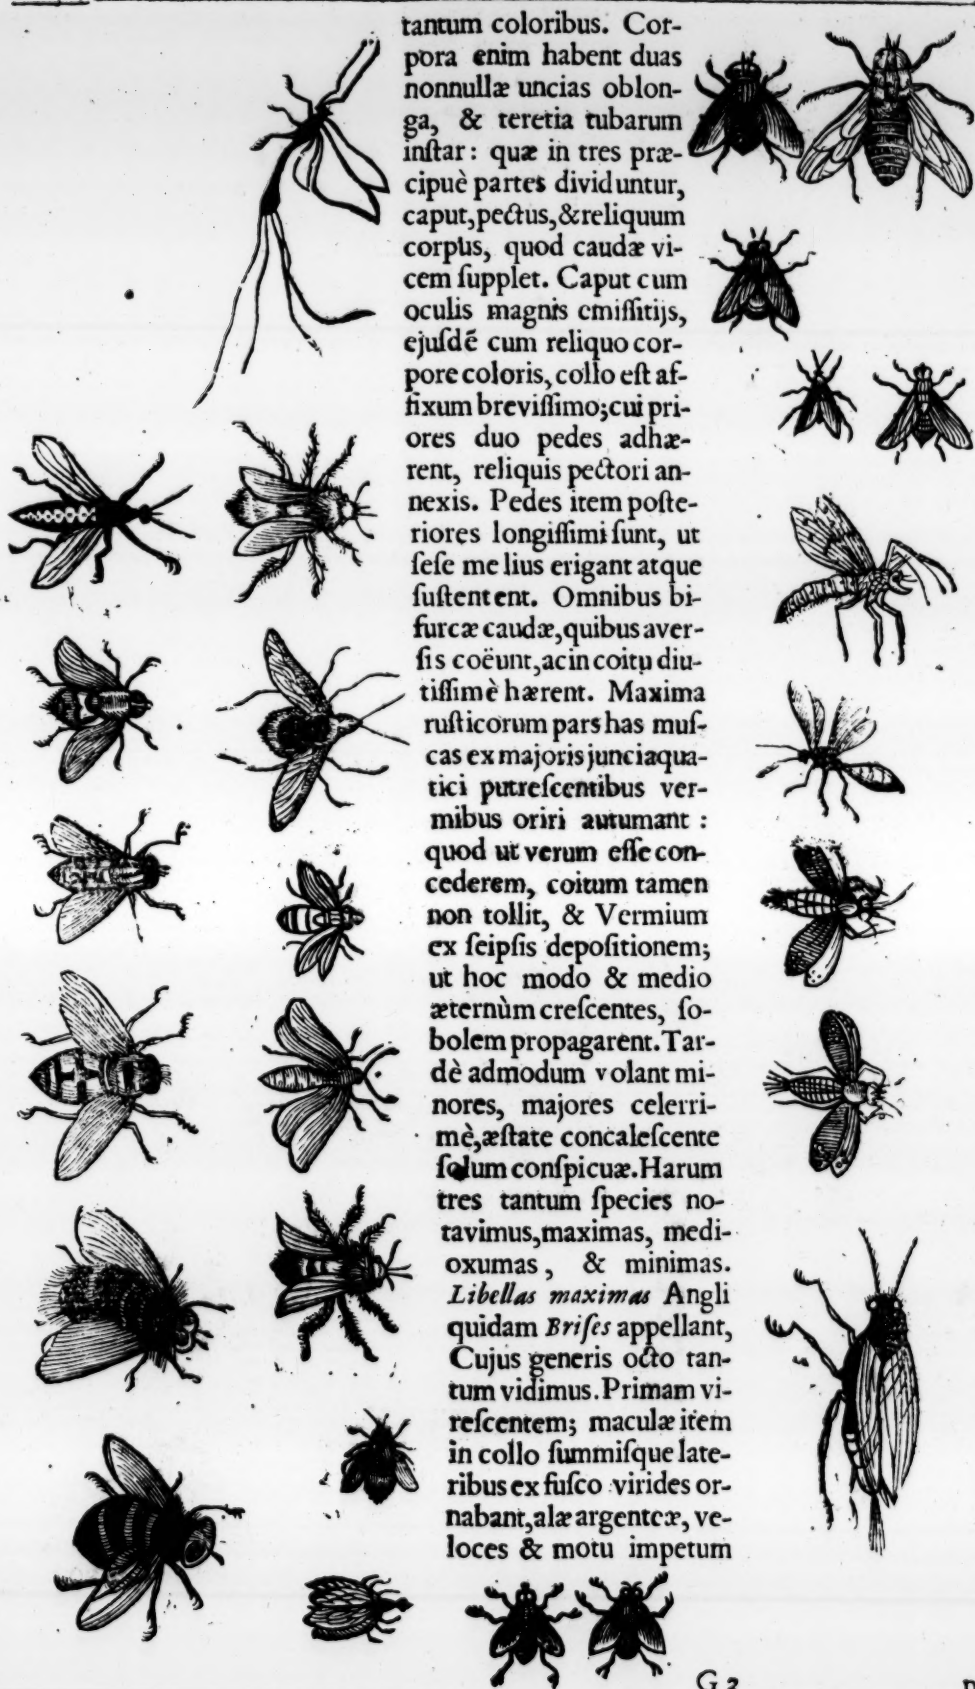 tantum coloribus. Cor-
pora enim habent duas
nonnullæ uncias oblon-
ga, & teretia tubarum
inſtar: quæ in tres præ-
cipuè partes dividuntur,
caput, pectus, & reliquum
corpus, quod caudæ vi-
cem ſupplet. Caput cum
oculis magnis emiſſitijs,
ejuſdē cum reliquo cor-
pore coloris, collo eſt af-
fixum breviſſimo; cui pri-
ores duo pedes adhæ-
rent, reliquis pectori an-
nexis. Pedes item poſte-
riores longiſſimi ſunt, ut
ſeſe melius erigant atque
ſuſtentent. Omnibus bi-
furcæ caudæ, quibus aver-
ſis coëunt, ac in coitu diu-
tiſſimè hærent. Maxima
ruſticorum pars has muſ-
cas ex majoris junci aqua-
tici putreſcentibus ver-
mibus oriri autumant :
quod ut verum eſſe con-
cederem, coitum tamen
non tollit, & Vermium
ex ſeipſis depoſitionem;
ut hoc modo & medio
æternùm creſcentes, ſo-
bolem propagarent. Tar-
dè admodum volant mi-
nores, majores celerri-
mè, æſtate concaleſcente
ſolum conſpicuæ. Harum
tres tantum ſpecies no-
tavimus, maximas, medi-
oxumas, & minimas.
Libellas maximas Angli
quidam Briſes appellant,
Cujus generis octo tan-
tum vidimus. Primam vi-
reſcentem; maculæ item
in collo ſummiſque late-
ribus ex fuſco virides or-
nabant, alæ argenteæ, ve-
loces & motu impetum
G 2